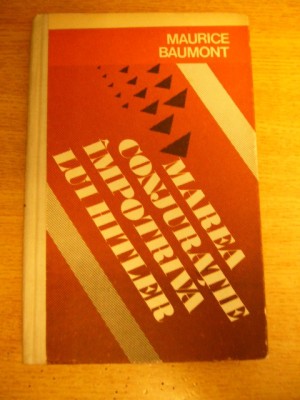 MAURICE
BAUMONT
MAREA
CONJURAȚIE
ÎMPOTRIVA
LUI HITLER